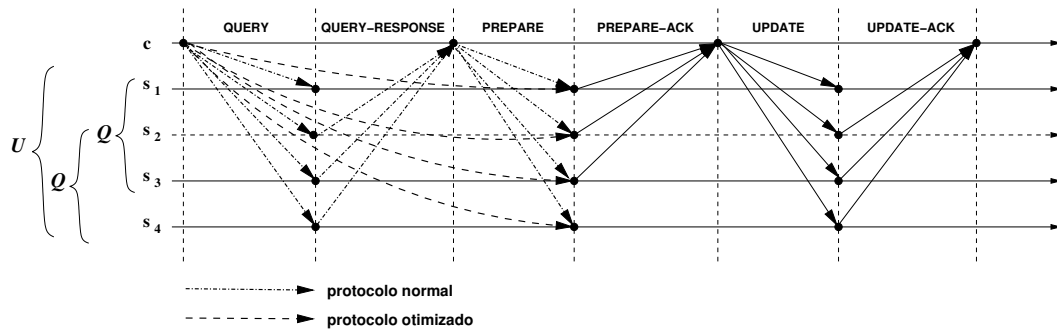 QUERY QUERY−RESPONSE PREPARE PREPARE−ACK UPDATE UPDATE−ACK
c
s 1
s 2
s 3
s 4
U
Q
Q
protocolo normal
protocolo otimizado